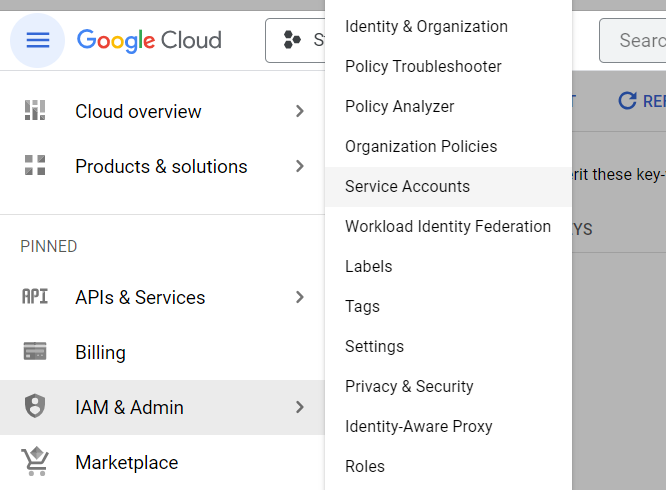 Google Cloud
S
Searc
Cloud overview
Products & solutions
PINNED
API APIs & Services
Billing
IAM & Admin
Marketplace
Identity & Organization
Policy Troubleshooter
Policy Analyzer
Organization Policies
Service Accounts
Workload Identity Federation
Labels
Tags
Settings
Privacy & Security
Identity-Aware Proxy
Roles
T
REF
erit these key-
YS